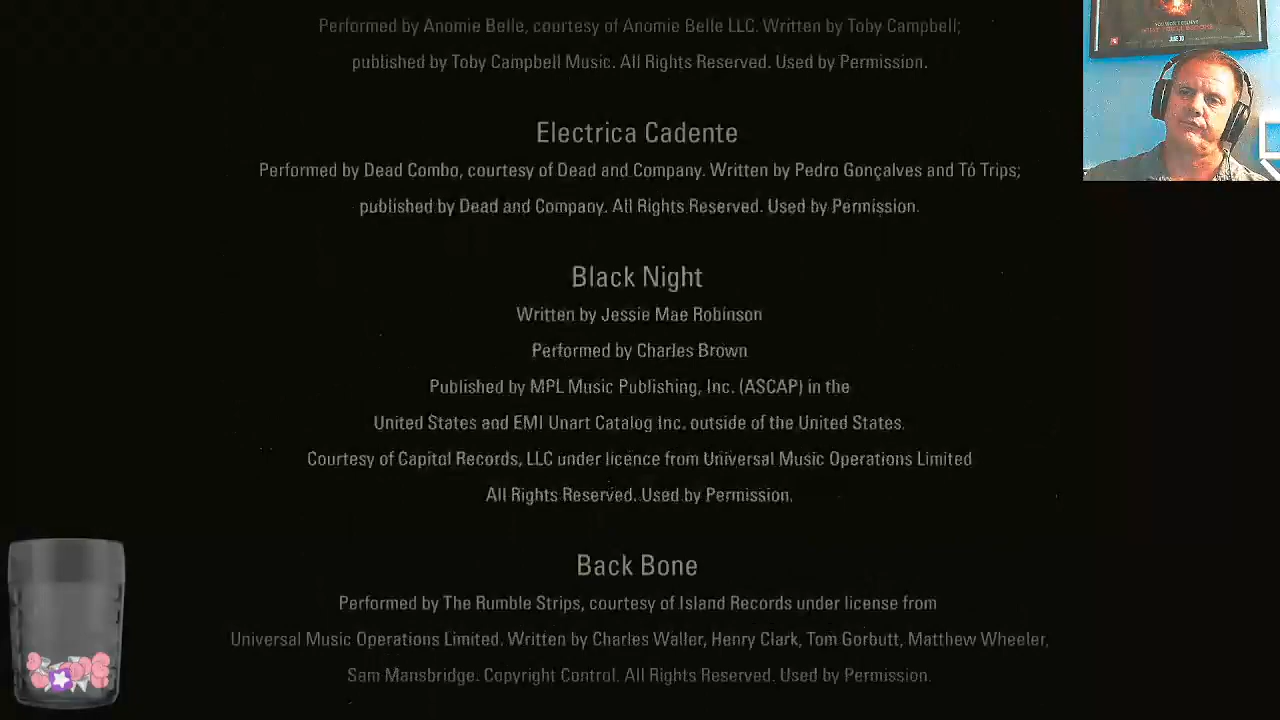 Performed by Anomie Belle, courtesy of Anomie Belle LLC. Written by Toby Campbell;
published by Toby Campbell Music. All Rights Reserved. Used by Permission.
Electrica Cadente
Performed by Dead Combo, courtesy of Dead and Company. Written by Pedro Gonçalves and Tó Trips;
published by Dead and Company. All Rights Reserved. Used by Permission.
Black Night
Written by Jessie Mae Robinson
Performed by Charles Brown
Published by MPL Music Publishing, Inc. (ASCAP) in the
United States and EMI Unart Catalog Inc. outside of the United States.
Courtesy of Capitol Records, LLC under licence from Universal Music Operations Limited
All Rights Reserved. Used by Permission.
Back Bone
Performed by The Rumble Strips, courtesy of Island Records under license from
Universal Music Operations Limited. Written by Charles Waller, Henry Clark, Tom Gorbutt, Matthew Wheeler,
Sam Mansbridge. Copyright Control. All Rights Reserved. Used by Permission.